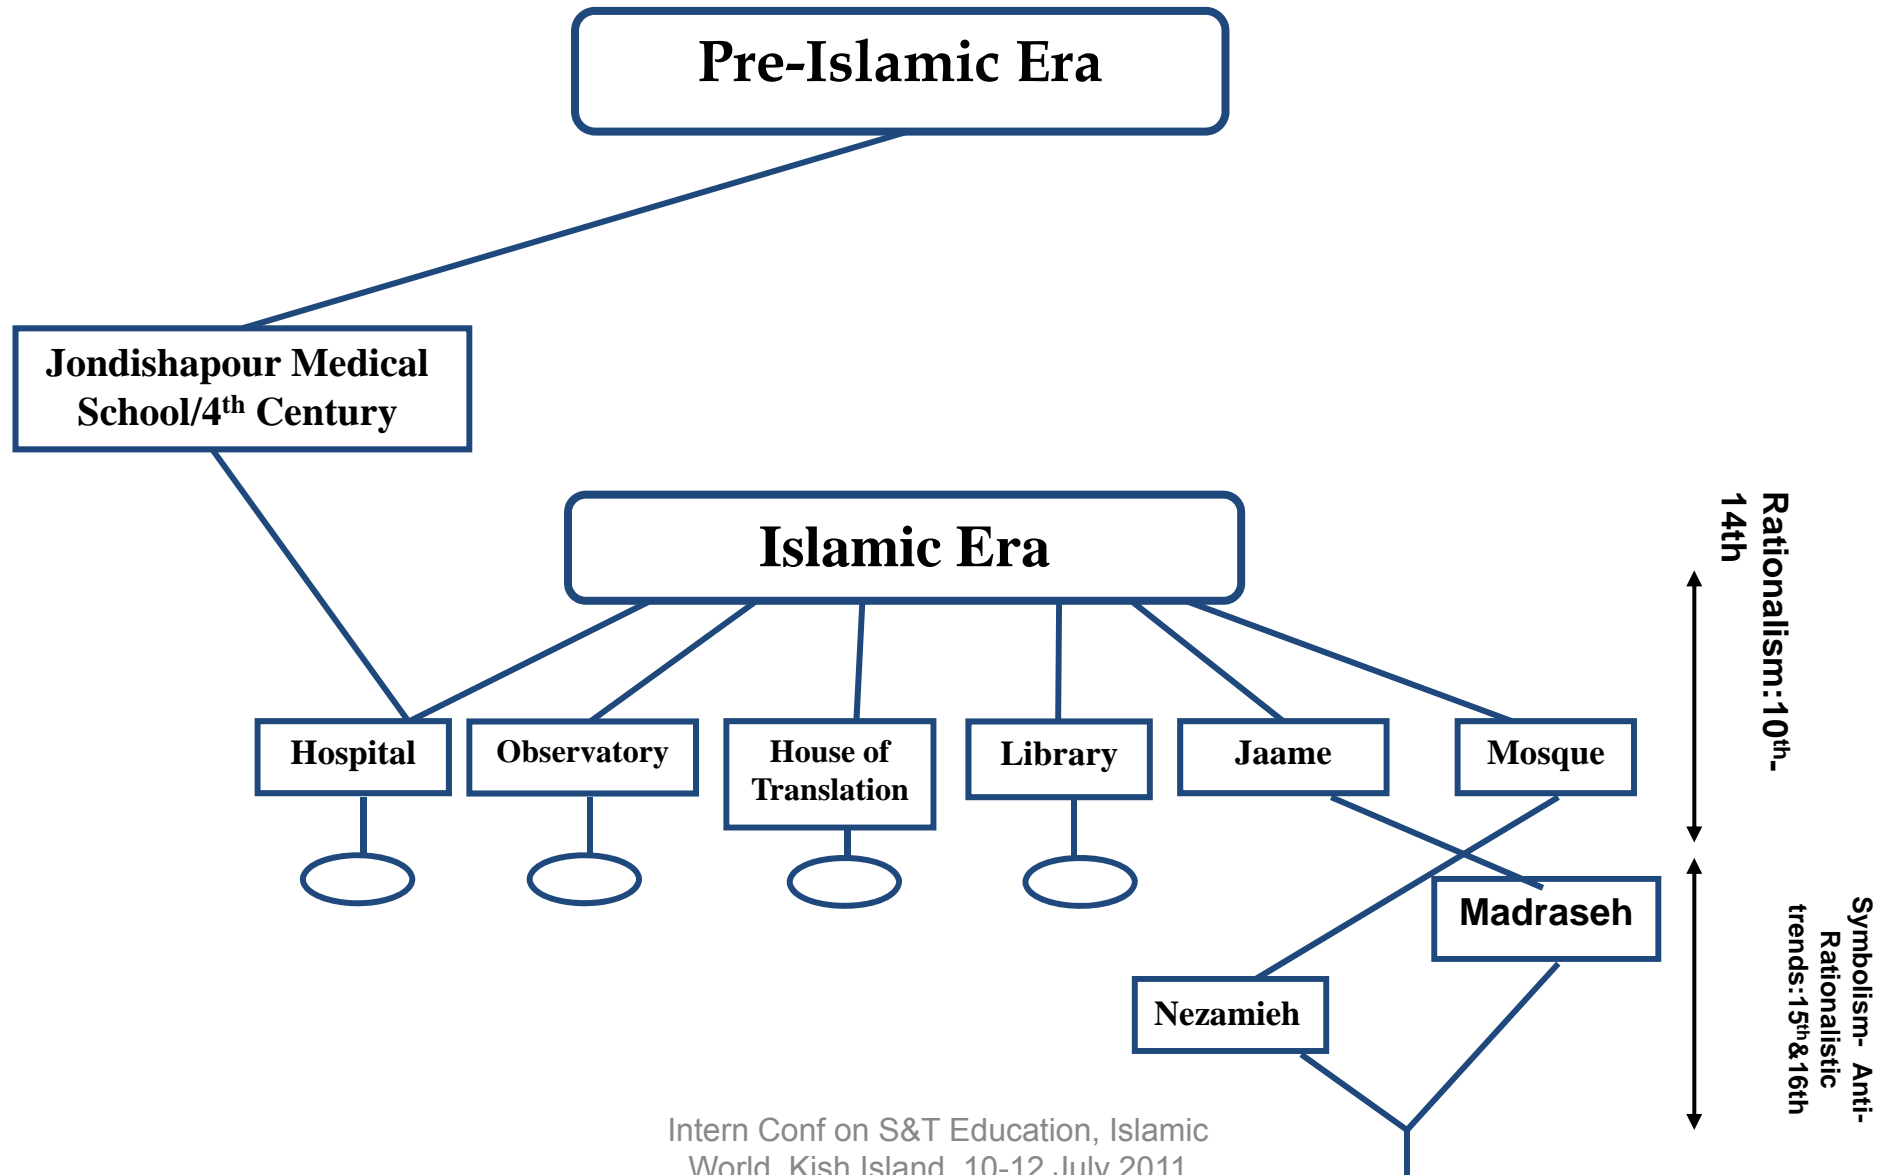 Pre-Islamic Era
Jondishapour Medical
School/4th Century
Islamic Era
Rationalism:10th-
14th
Hospital
Observatory
House of
Translation
Library
Jaame
Mosque
Madraseh
Nezamieh
Symbolism- Anti-
Rationalistic
trends:15th&16th
Intern Conf on S&T Education, Islamic
World, Kish Island, 10-12 July 2011